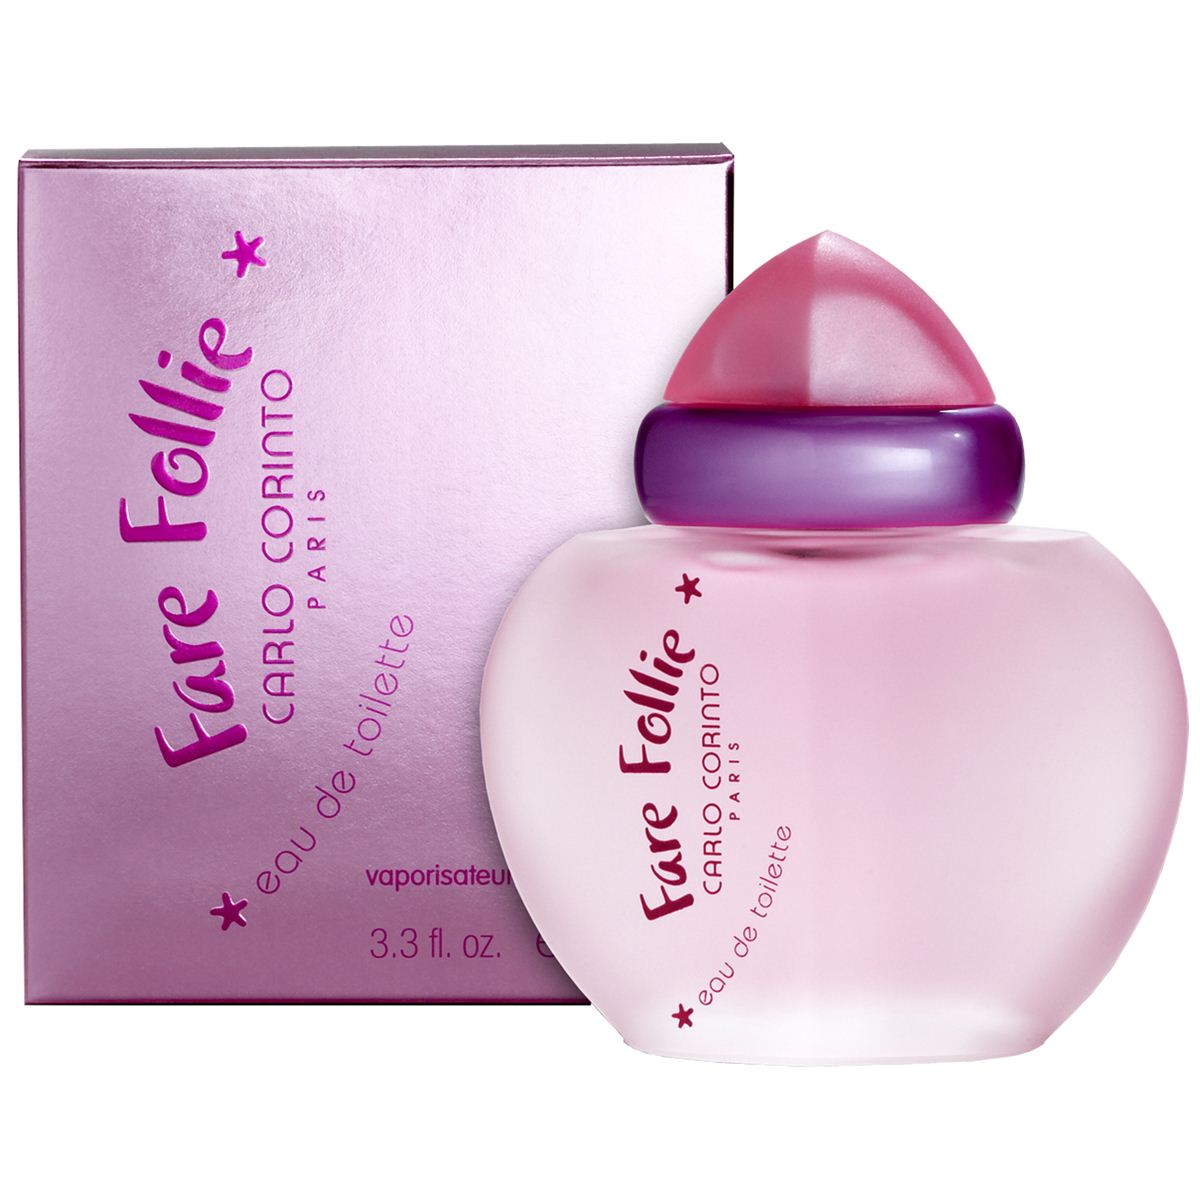 Fare Follie
CARLO CORINTO
PARIS
eau de toilette
vaporisateur
3.3 fl. oz. e
Fare Follie
CARLO CORINTO
PARIS
eau de toilette